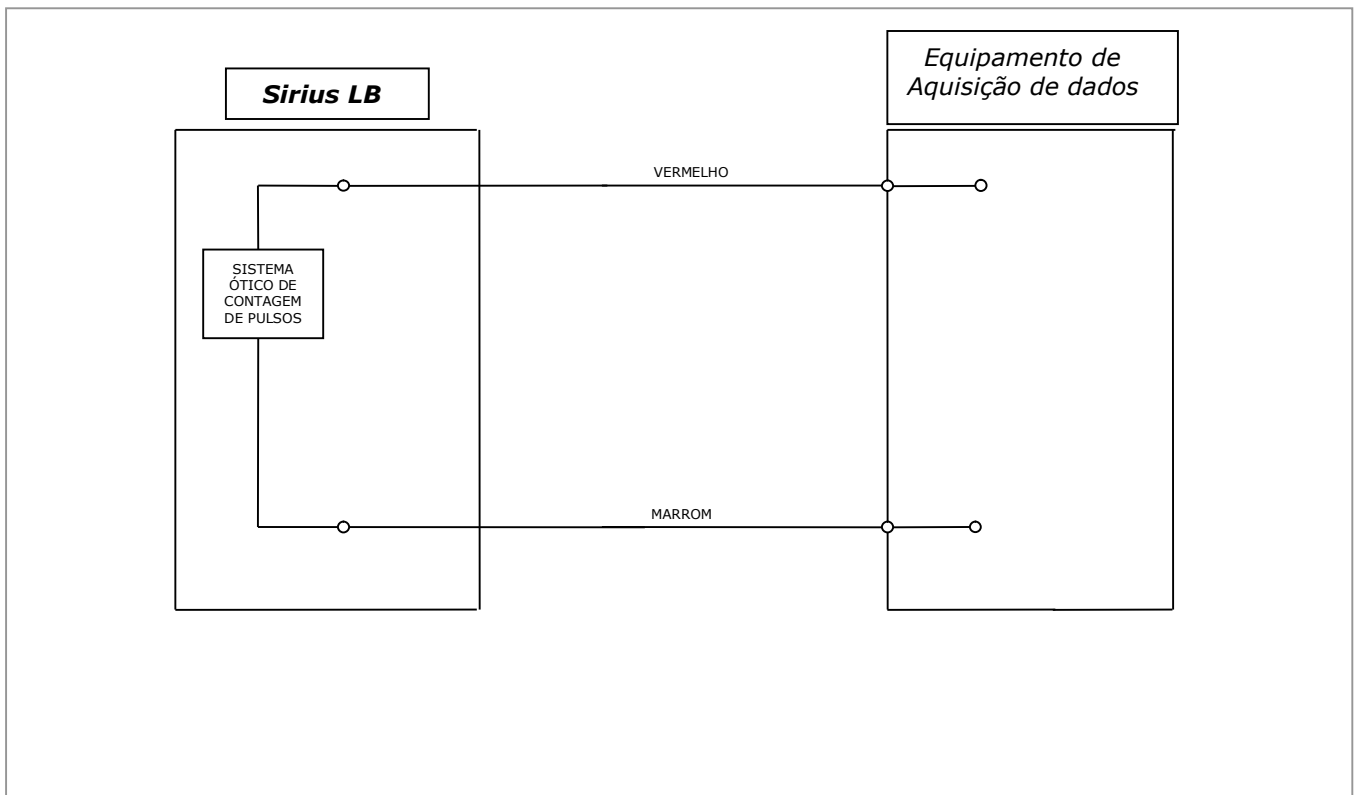 Sirius LB
Equipamento de
Aquisição de dados
VERMELHO
SISTEMA
ÓTICO DE
CONTAGEM
DE PULSOS
MARROM